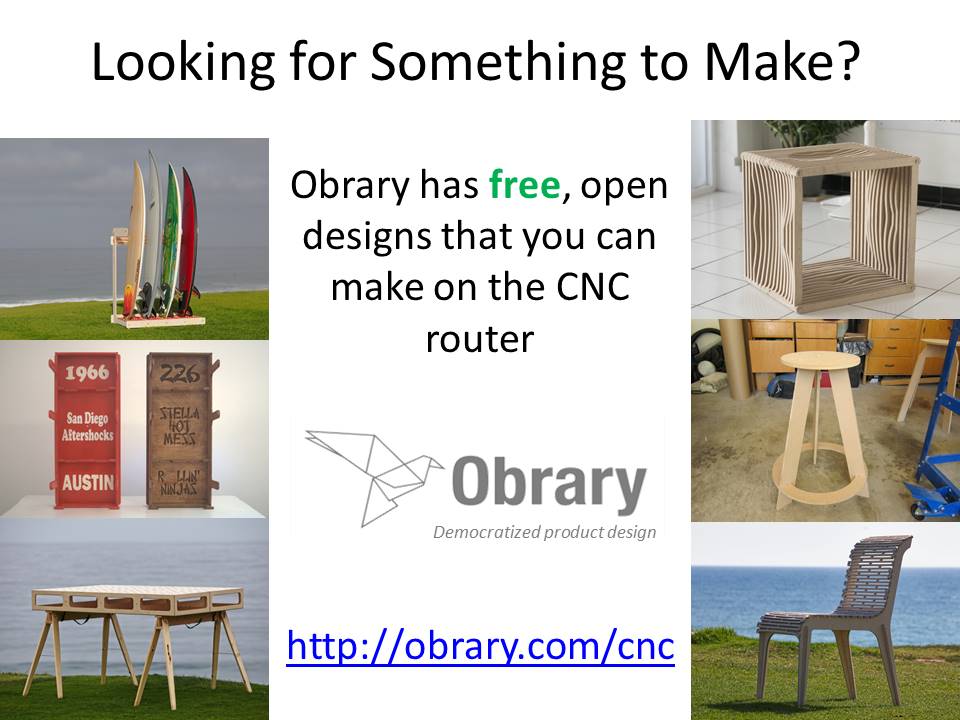 Looking for Something to Make?
Obrary has free, open
designs that you can
make on the CNC
router
1966
San Diego
Aftershocks
AUSTIN
226
STELLA
HOT
MESS
R LLIN'
NINJAS
Obrary
Democratized product design
http://obrary.com/cnc